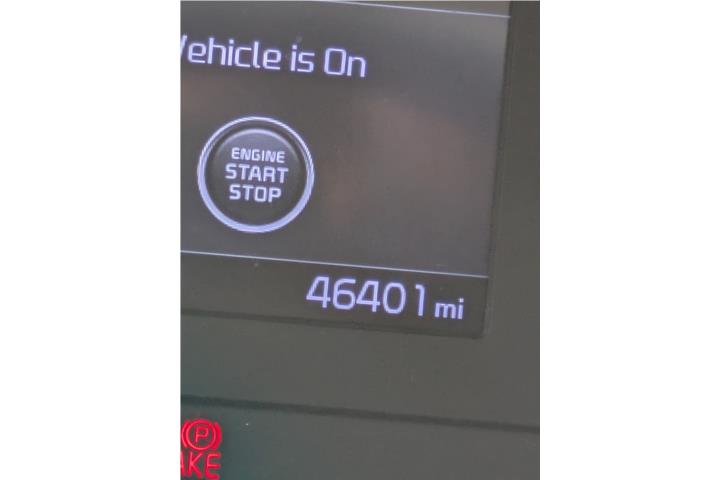 Vehicle is On
ENGINE
START
STOP
46401 mi
P
AKE